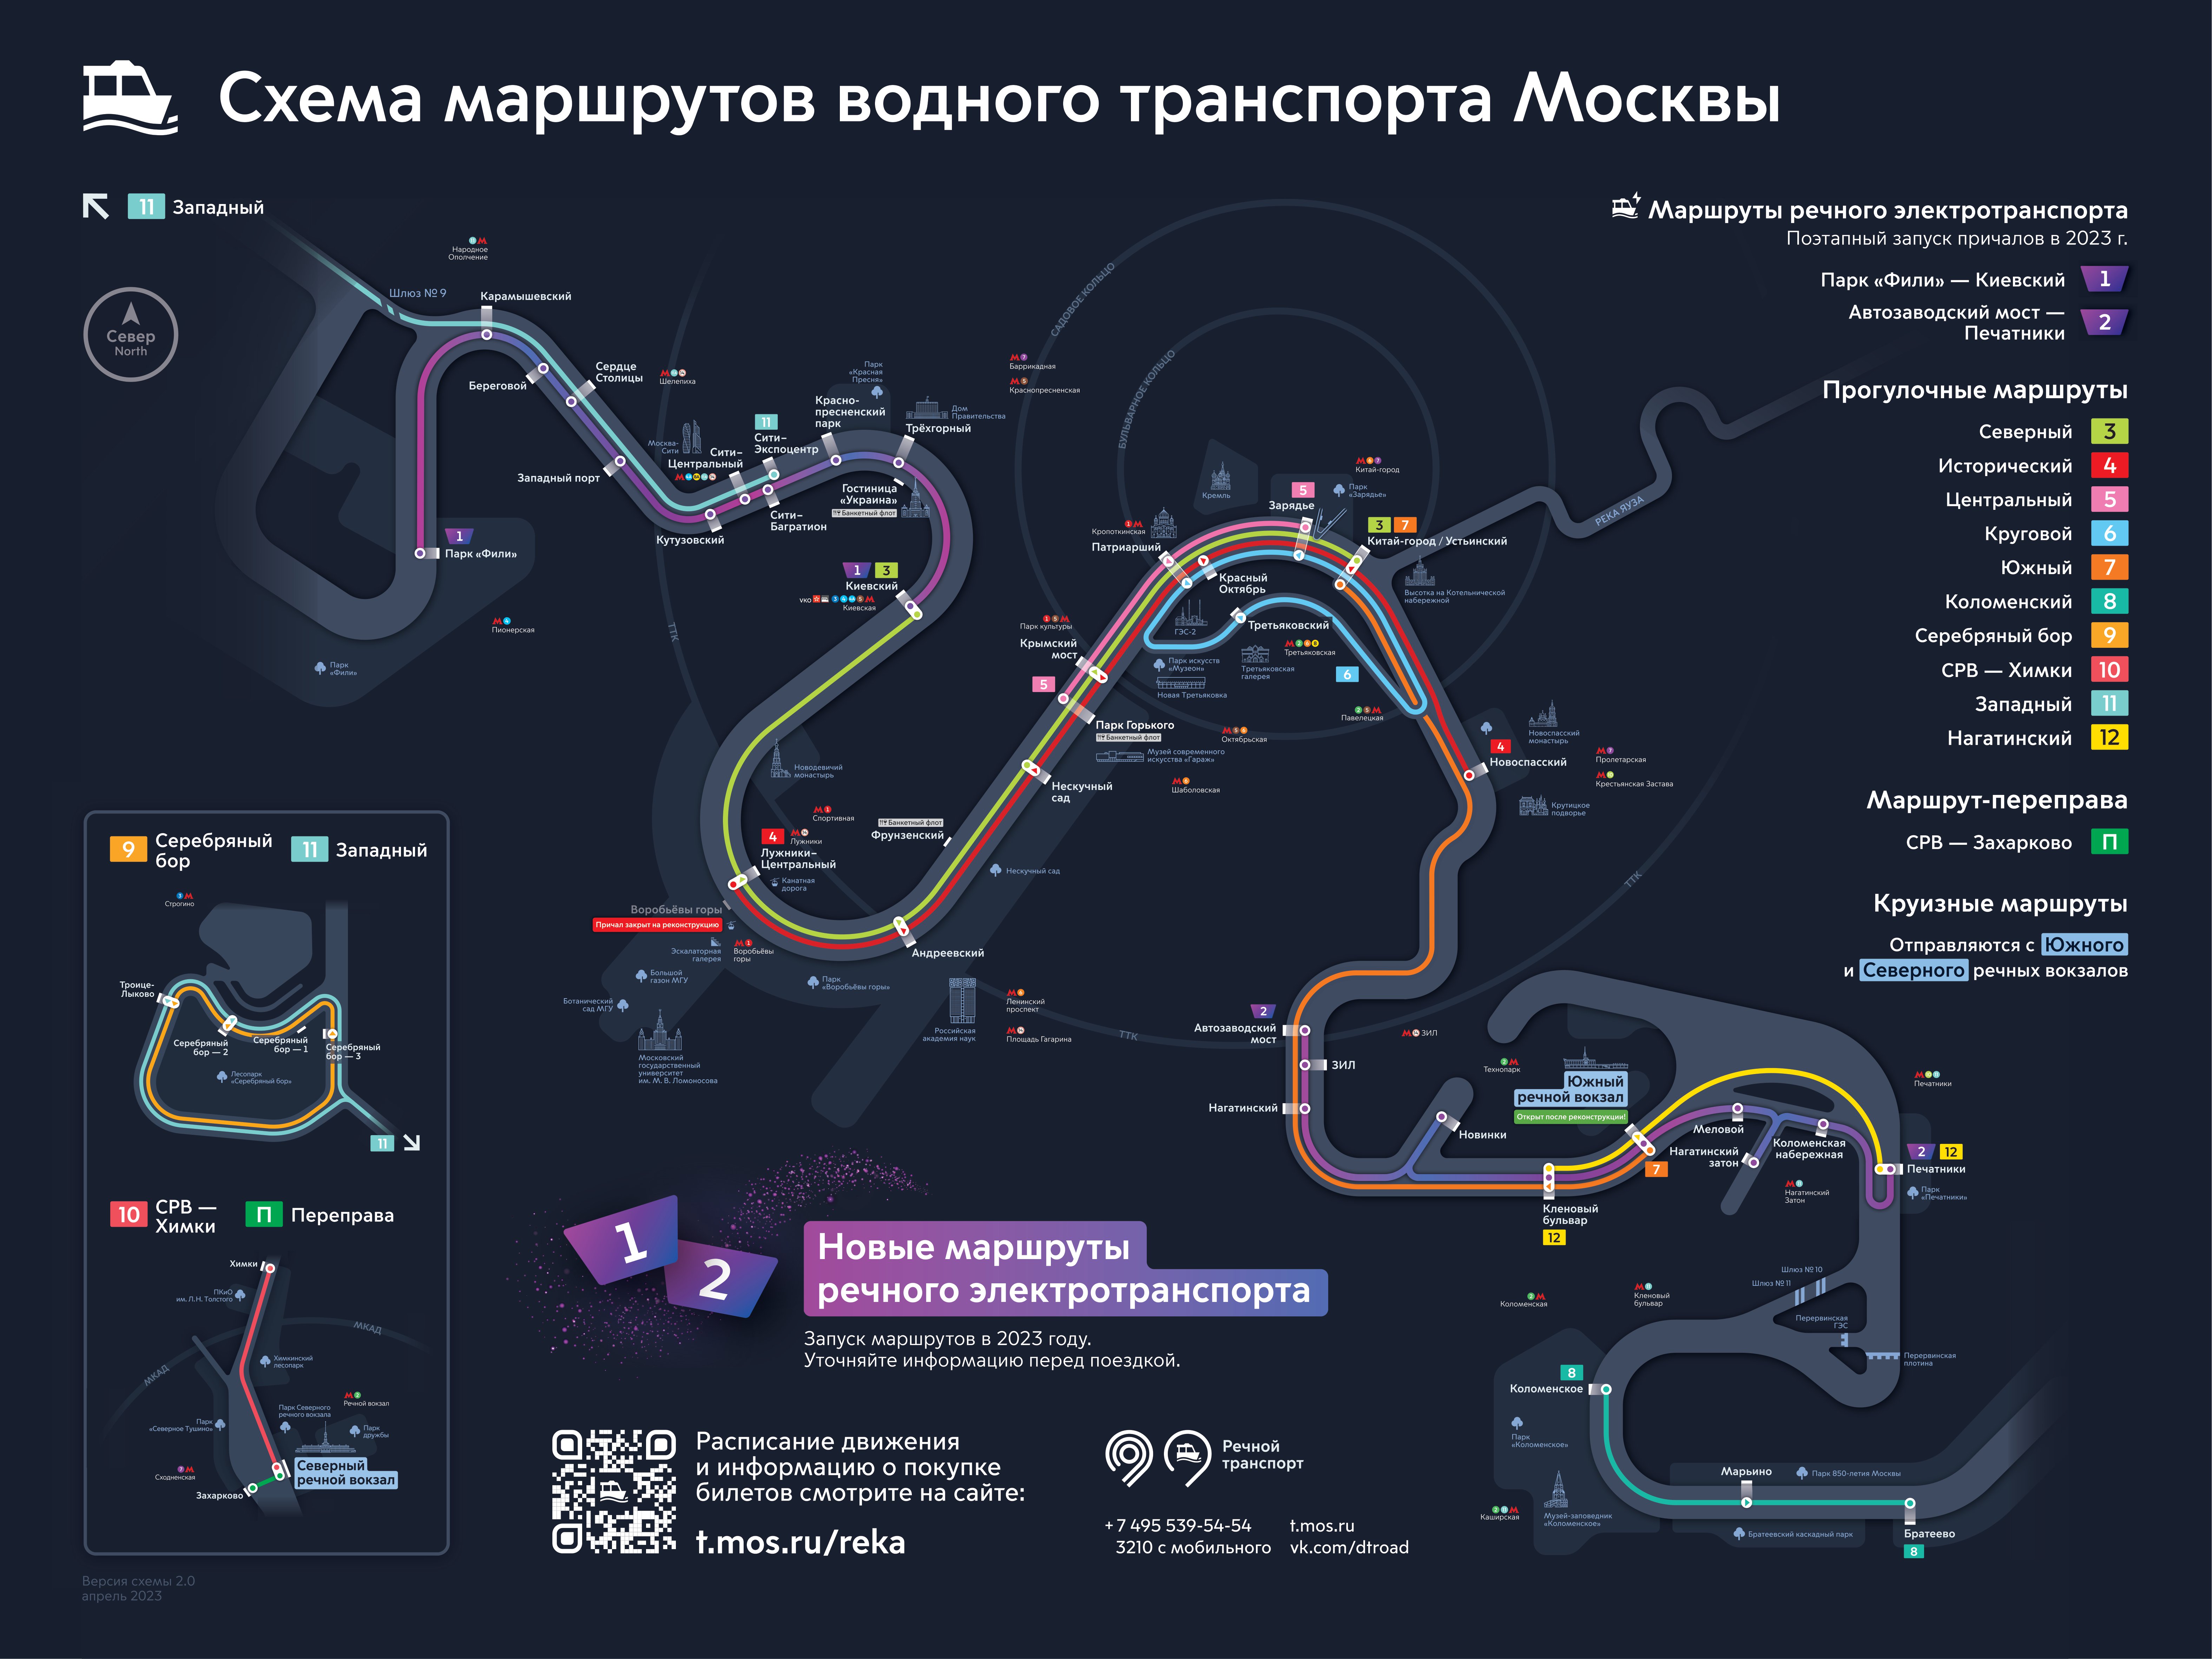 Схема маршрутов водного транспорта Москвы
11 Западный
Север
North
Маршруты речного электротранспорта
Поэтапный запуск причалов в 2023 г.
Парк «Фили» — Киевский 1
Автозаводский мост —
Печатники 2
Прогулочные маршруты
Северный 3
Исторический 4
Центральный 5
Круговой 6
Южный 7
Коломенский 8
Серебряный бор 9
СРВ — Химки 10
Западный 11
Нагатинский 12
Маршрут-переправа
СРВ — Захарково П
Круизные маршруты
Отправляются с Южного
и Северного речных вокзалов
Народное
Ополчение
Шлюз № 9
Карамышевский
Береговой
Сердце
Столицы
Шелепиха
Западный порт
Москва-
Сити
Сити–
Центральный
11
Сити–
Экспоцентр
Сити–
Багратион
Кутузовский
Красно-
пресненский
парк
Парк
«Красная
Пресня»
Дом
Правительства
Трёхгорный
Баррикадная
Краснопресненская
Гостиница
«Украина»
Банкетный флот
1
Парк «Фили»
Пионерская
Парк
«Фили»
1 3
Киевский
VKO
Киевская
ТТК
САДОВОЕ КОЛЬЦО
БУЛЬВАРНОЕ КОЛЬЦО
РЕКА ЯУЗА
Кремль
Китай-город
5
Зарядье
Парк
«Зарядье»
3 7
Китай-город / Устьинский
Кропоткинская
Патриарший
Красный
Октябрь
Высотка на Котельнической
набережной
ГЭС-2
Третьяковский
Третьяковская
Третьяковская
галерея
Парк искусств
«Музеон»
Новая Третьяковка
6
Парк культуры
Крымский
мост
5
Парк Горького
Банкетный флот
Музей современного
искусства «Гараж»
Октябрьская
Павелецкая
Шаболовская
Нескучный
сад
Нескучный сад
Новоспасский
монастырь
4
Новоспасский
Пролетарская
Крестьянская Застава
Крутицкое
подворье
ТТК
Новодевичий
монастырь
Спортивная
4
Лужники
Лужники–
Центральный
Канатная
дорога
Банкетный флот
Фрунзенский
Воробьёвы горы
Причал закрыт на реконструкцию
Эскалаторная
галерея
Воробьёвы
горы
Большой
газон МГУ
Ботанический
сад МГУ
Московский
государственный
университет
им. М. В. Ломоносова
Парк
«Воробьёвы горы»
Андреевский
Российская
академия наук
Ленинский
проспект
Площадь Гагарина
ТТК
2
Автозаводский
мост
ЗИЛ
ЗИЛ
Нагатинский
Новинки
Технопарк
Южный
речной вокзал
Открыт после реконструкции!
7
Кленовый
бульвар
12
Меловой
Нагатинский
затон
Коломенская
набережная
Нагатинский
Затон
Печатники
2 12
Печатники
Парк
«Печатники»
Шлюз № 10
Шлюз № 11
Перервинская
ГЭС
Перервинская
плотина
Коломенская
Кленовый
бульвар
8
Коломенское
Парк
«Коломенское»
Музей-заповедник
«Коломенское»
Каширская
Марьино
Парк 850-летия Москвы
Братеевский каскадный парк
Братеево
8
9 Серебряный
бор
11 Западный
Строгино
Троице-
Лыково
Серебряный
бор — 2
Серебряный
бор — 1
Серебряный
бор — 3
Лесопарк
«Серебряный бор»
11
10 СРВ —
Химки
П Переправа
Химки
ПКиО
им. Л.Н. Толстого
МКАД
МКАД
Химкинский
лесопарк
Речной вокзал
Парк Северного
речного вокзала
Парк
«Северное Тушино»
Парк
дружбы
Сходненская
Северный
речной вокзал
Захарково
Версия схемы 2.0
апрель 2023
1
2
Новые маршруты
речного электротранспорта
Запуск маршрутов в 2023 году.
Уточняйте информацию перед поездкой.
Расписание движения
и информацию о покупке
билетов смотрите на сайте:
t.mos.ru/reka
Речной
транспорт
+7 495 539-54-54
3210 с мобильного
t.mos.ru
vk.com/dtroad